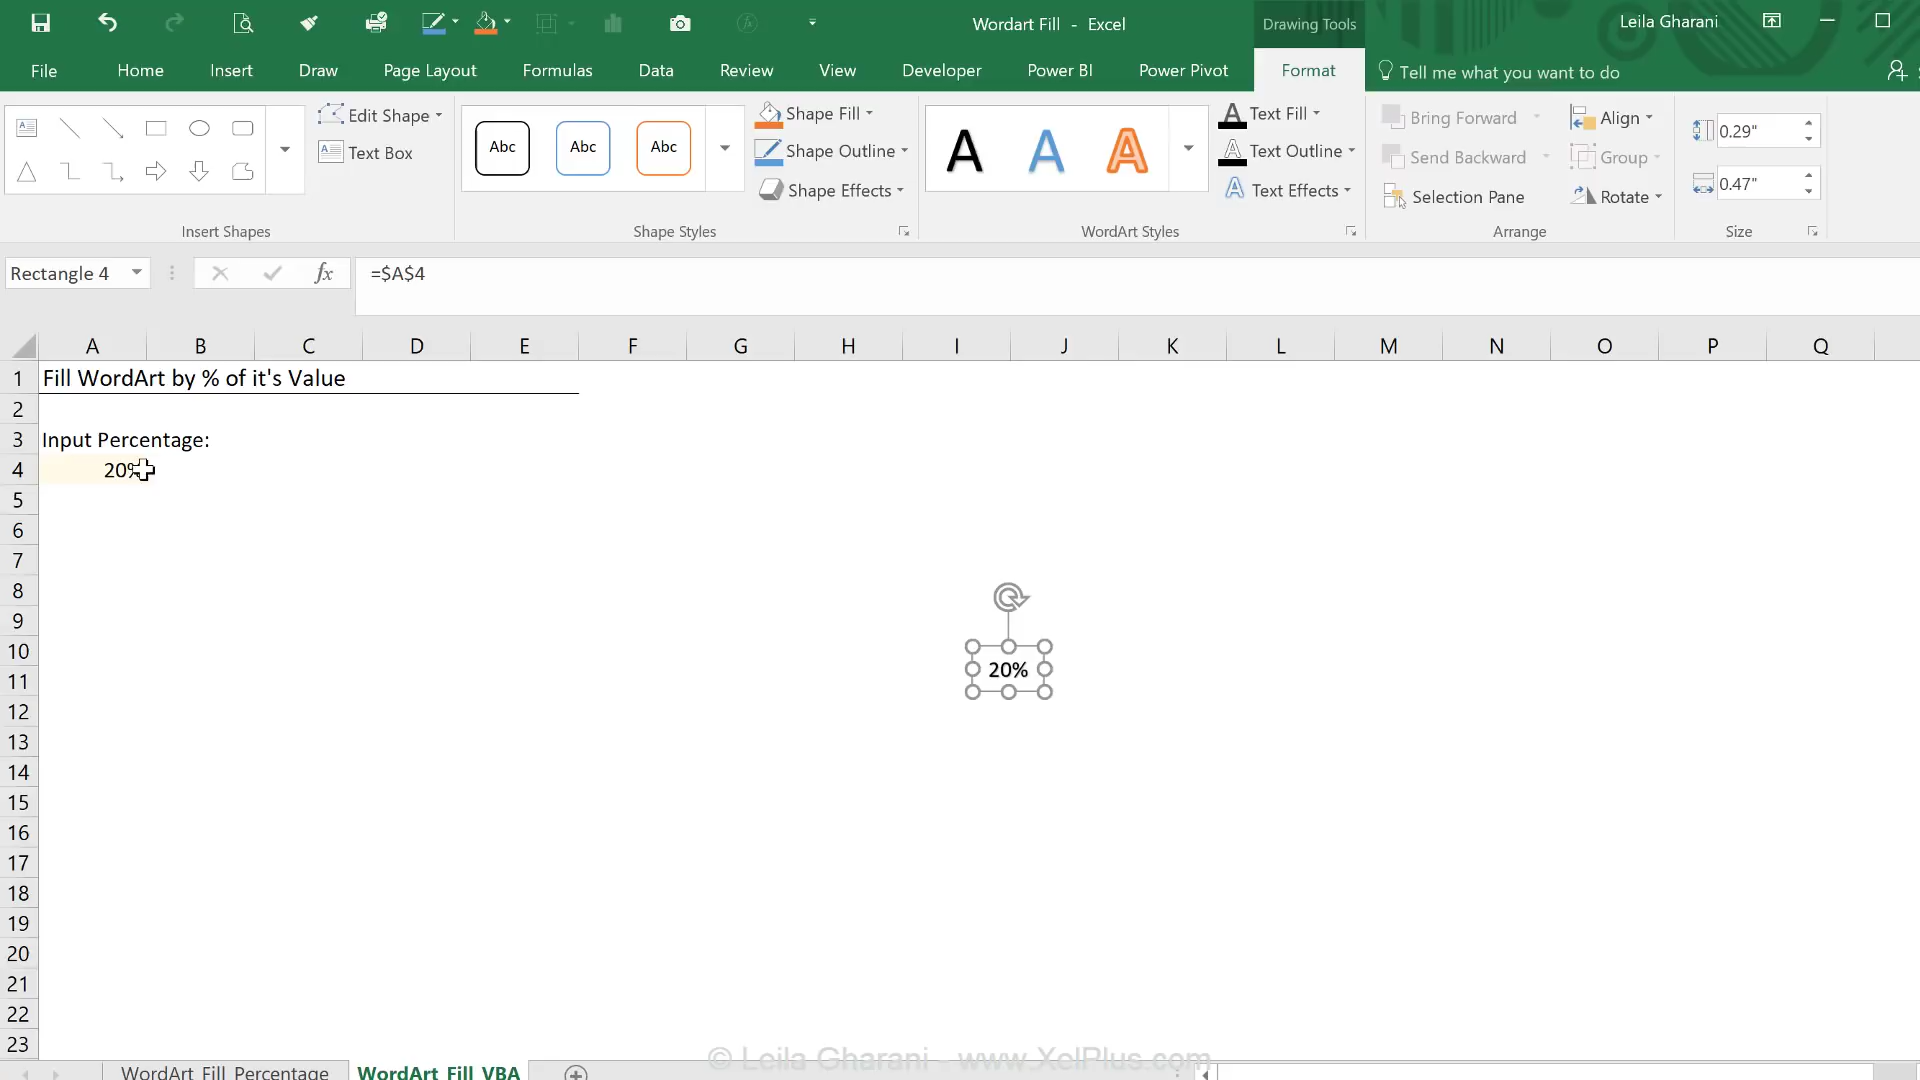 Wordart Fill - Excel
Drawing Tools
Leila Gharani
File
Home
Insert
Draw
Page Layout
Formulas
Data
Review
View
Developer
Power BI
Power Pivot
Format
Tell me what you want to do
Edit Shape
Text Box
Insert Shapes
Abc
Abc
Abc
Shape Fill
Shape Outline
Shape Effects
Shape Styles
A
A
A
Text Fill
Text Outline
Text Effects
WordArt Styles
Bring Forward
Send Backward
Selection Pane
Align
Group
Rotate
Arrange
0.29"
0.47"
Size
Rectangle 4
fx
=$A$4
A B C D E F G H I J K L M N O P Q
1 Fill WordArt by % of it's Value
2
3 Input Percentage:
4 20%
5
6
7
8
9
10
20%
11
12
13
14
15
16
17
18
19
20
21
22
23
© Leila Gharani - www.XelPlus.com
WordArt Fill Percentage
WordArt Fill VBA